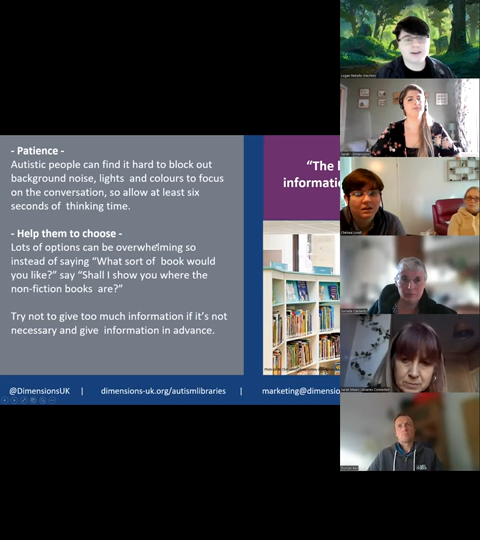 - Patience -
Autistic people can find it hard to block out
background noise, lights and colours to focus
on the conversation, so allow at least six
seconds of thinking time.
- Help them to choose -
Lots of options can be overwhelming so
instead of saying “What sort of book would
you like?” say “Shall I show you where the
non-fiction books are?”
Try not to give too much information if it’s not
necessary and give information in advance.
“The
informati
@DimensionsUK | dimensions-uk.org/autismlibraries | marketing@dimensio